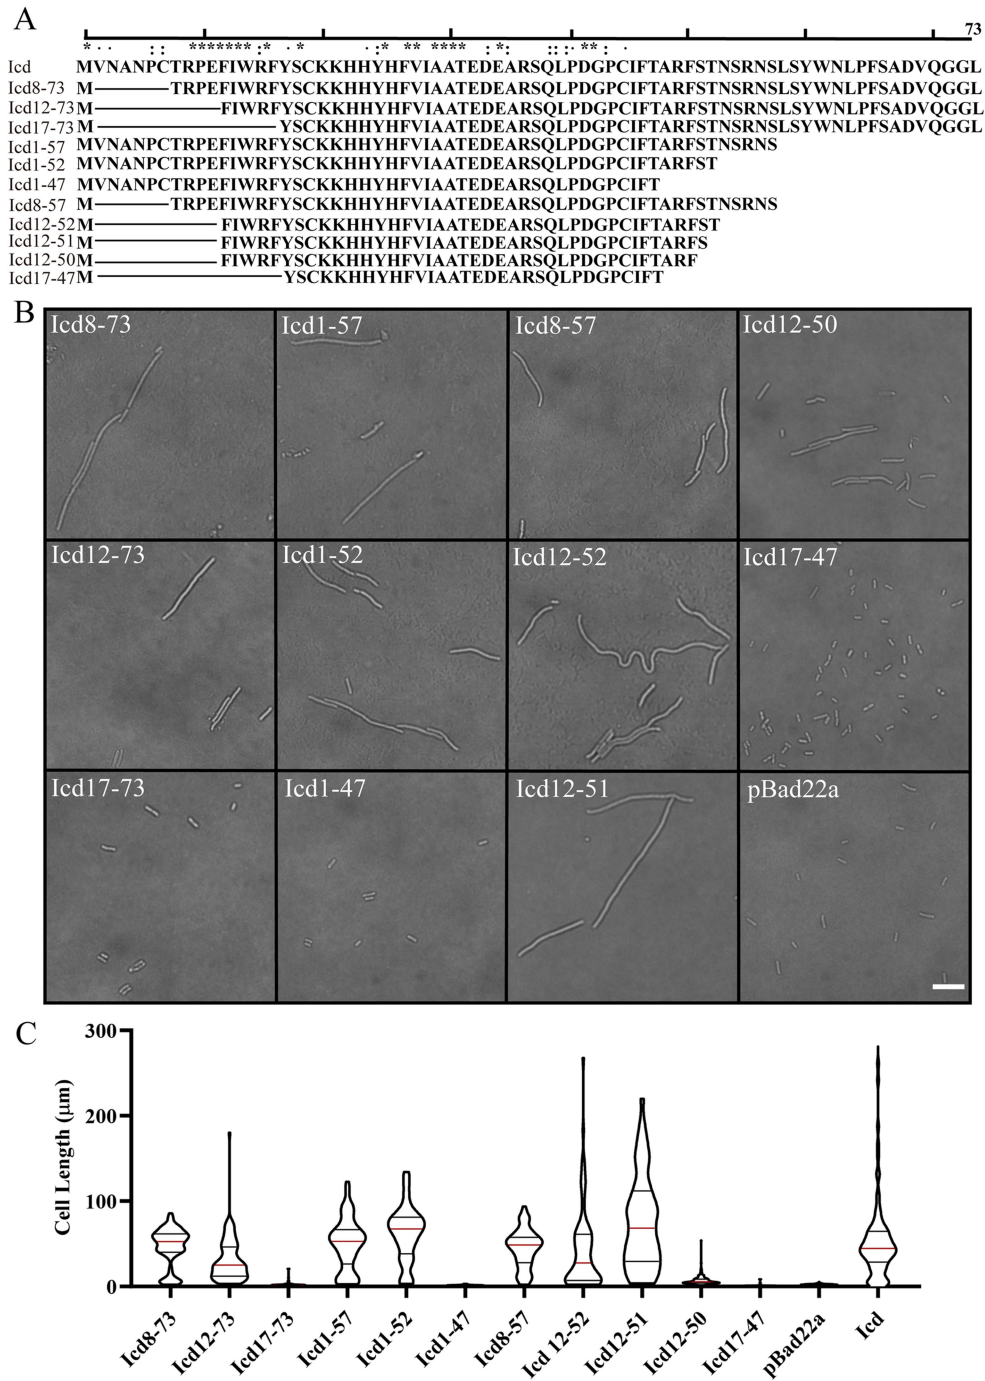 A
73
* . . : : ******* :* . * . :* ** **** : *: :: : . ** : .
Icd MVNANPCTRPEFIWRFYSCKKHHYHFVIAATEDEARSQLPDGPCIFTARFSTNSRNSLSYWNLPFSADVQGGL
Icd8-73 M TRPEFIWRFYSCKKHHYHFVIAATEDEARSQLPDGPCIFTARFSTNSRNSLSYWNLPFSADVQGGL
Icd12-73 M FIWRFYSCKKHHYHFVIAATEDEARSQLPDGPCIFTARFSTNSRNSLSYWNLPFSADVQGGL
Icd17-73 M YSCKKHHYHFVIAATEDEARSQLPDGPCIFTARFSTNSRNSLSYWNLPFSADVQGGL
Icd1-57 MVNANPCTRPEFIWRFYSCKKHHYHFVIAATEDEARSQLPDGPCIFTARFSTNSRNS
Icd1-52 MVNANPCTRPEFIWRFYSCKKHHYHFVIAATEDEARSQLPDGPCIFTARFST
Icd1-47 MVNANPCTRPEFIWRFYSCKKHHYHFVIAATEDEARSQLPDGPCIFT
Icd8-57 M TRPEFIWRFYSCKKHHYHFVIAATEDEARSQLPDGPCIFTARFSTNSRNS
Icd12-52 M FIWRFYSCKKHHYHFVIAATEDEARSQLPDGPCIFTARFST
Icd12-51 M FIWRFYSCKKHHYHFVIAATEDEARSQLPDGPCIFTARFS
Icd12-50 M FIWRFYSCKKHHYHFVIAATEDEARSQLPDGPCIFTARF
Icd17-47 M YSCKKHHYHFVIAATEDEARSQLPDGPCIFT
B
Icd8-73 Icd1-57 Icd8-57 Icd12-50
Icd12-73 Icd1-52 Icd12-52 Icd17-47
Icd17-73 Icd1-47 Icd12-51 pBad22a
C
Cell Length (μm)
300
200
100
0
Icd8-73 Icd12-73 Icd17-73 Icd1-57 Icd1-52 Icd1-47 Icd8-57 Icd 12-52 Icd12-51 Icd12-50 Icd17-47 pBad22a Icd